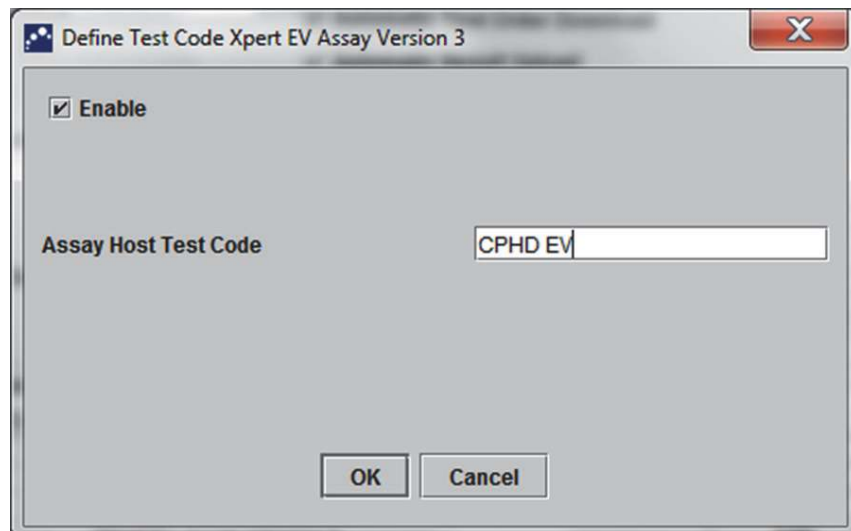 Define Test Code Xpert EV Assay Version 3
Enable
Assay Host Test Code
CPHD EV
OK
Cancel